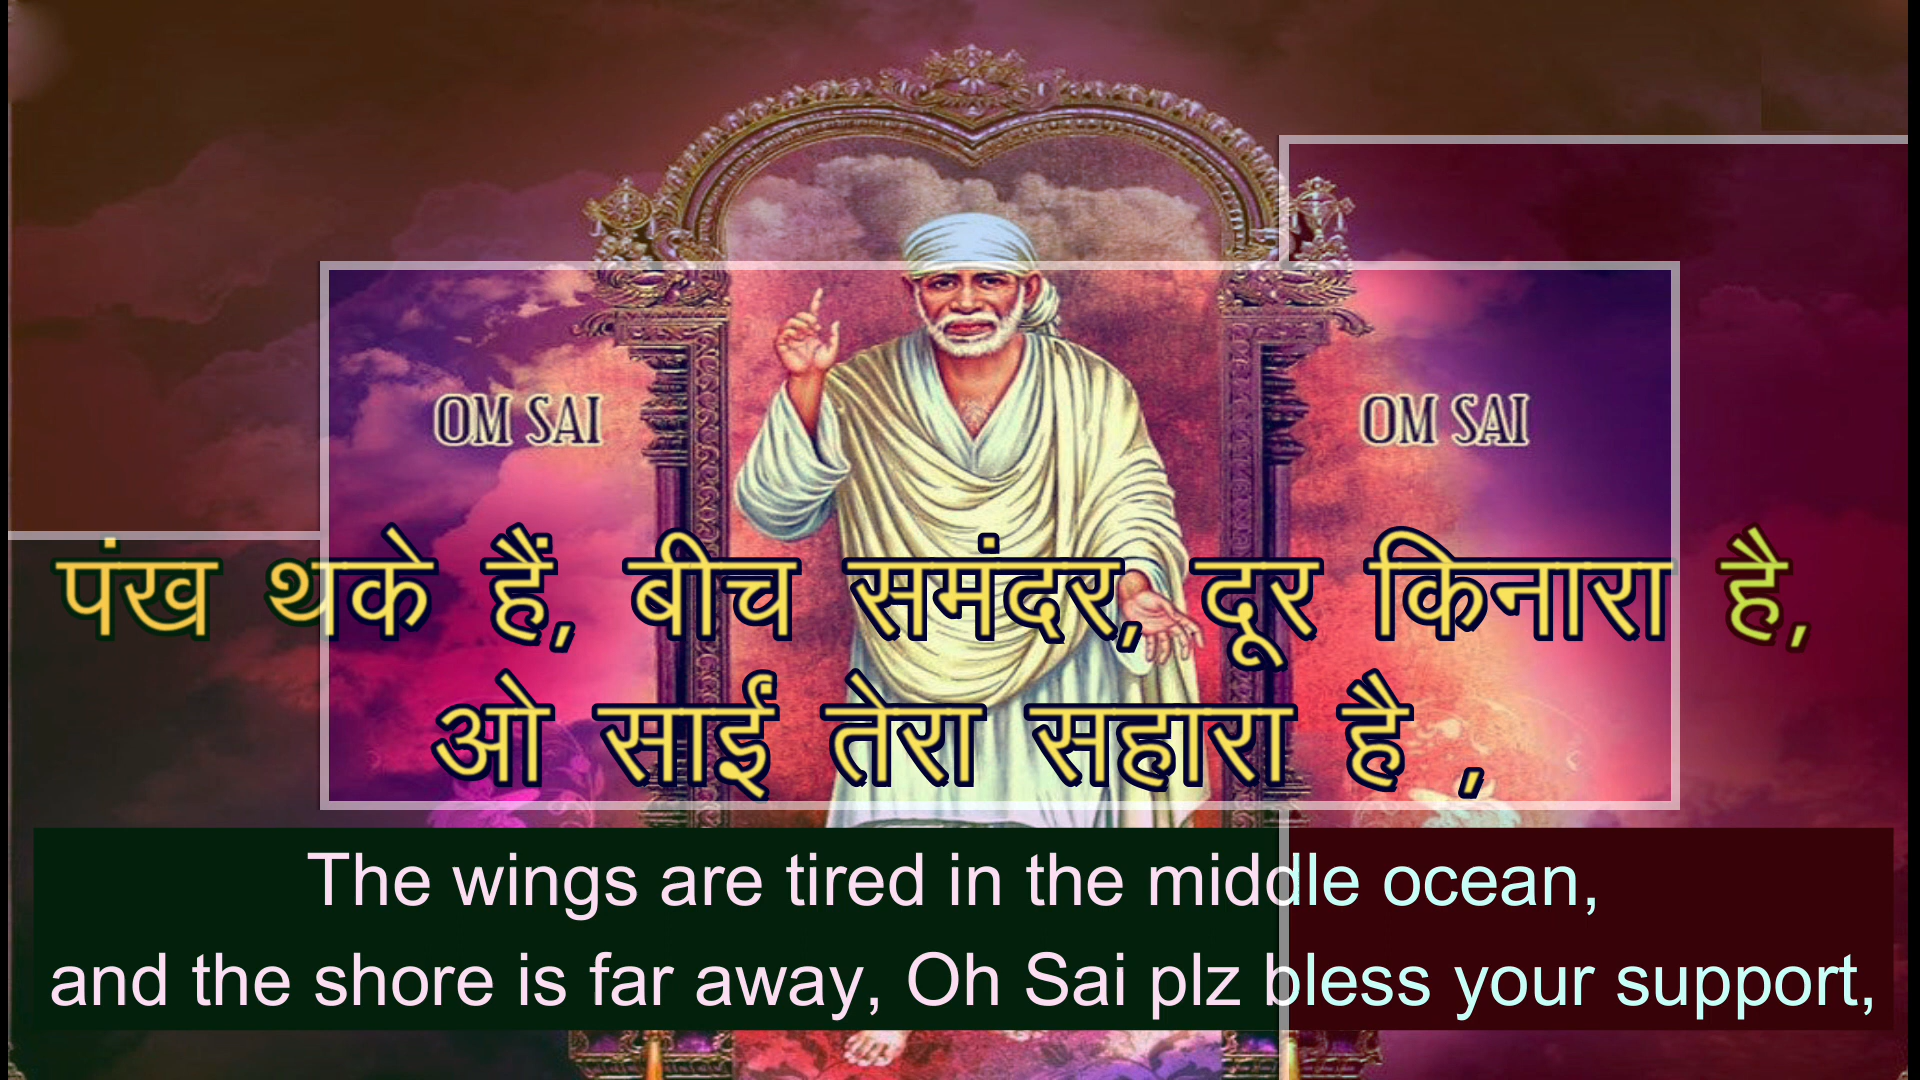 OM SAI OM SAI
पंख थके हैं, बीच समंदर, दूर किनारा है,
ओ साईं तेरा सहारा है ,
The wings are tired in the middle ocean,
and the shore is far away, Oh Sai plz bless your support,